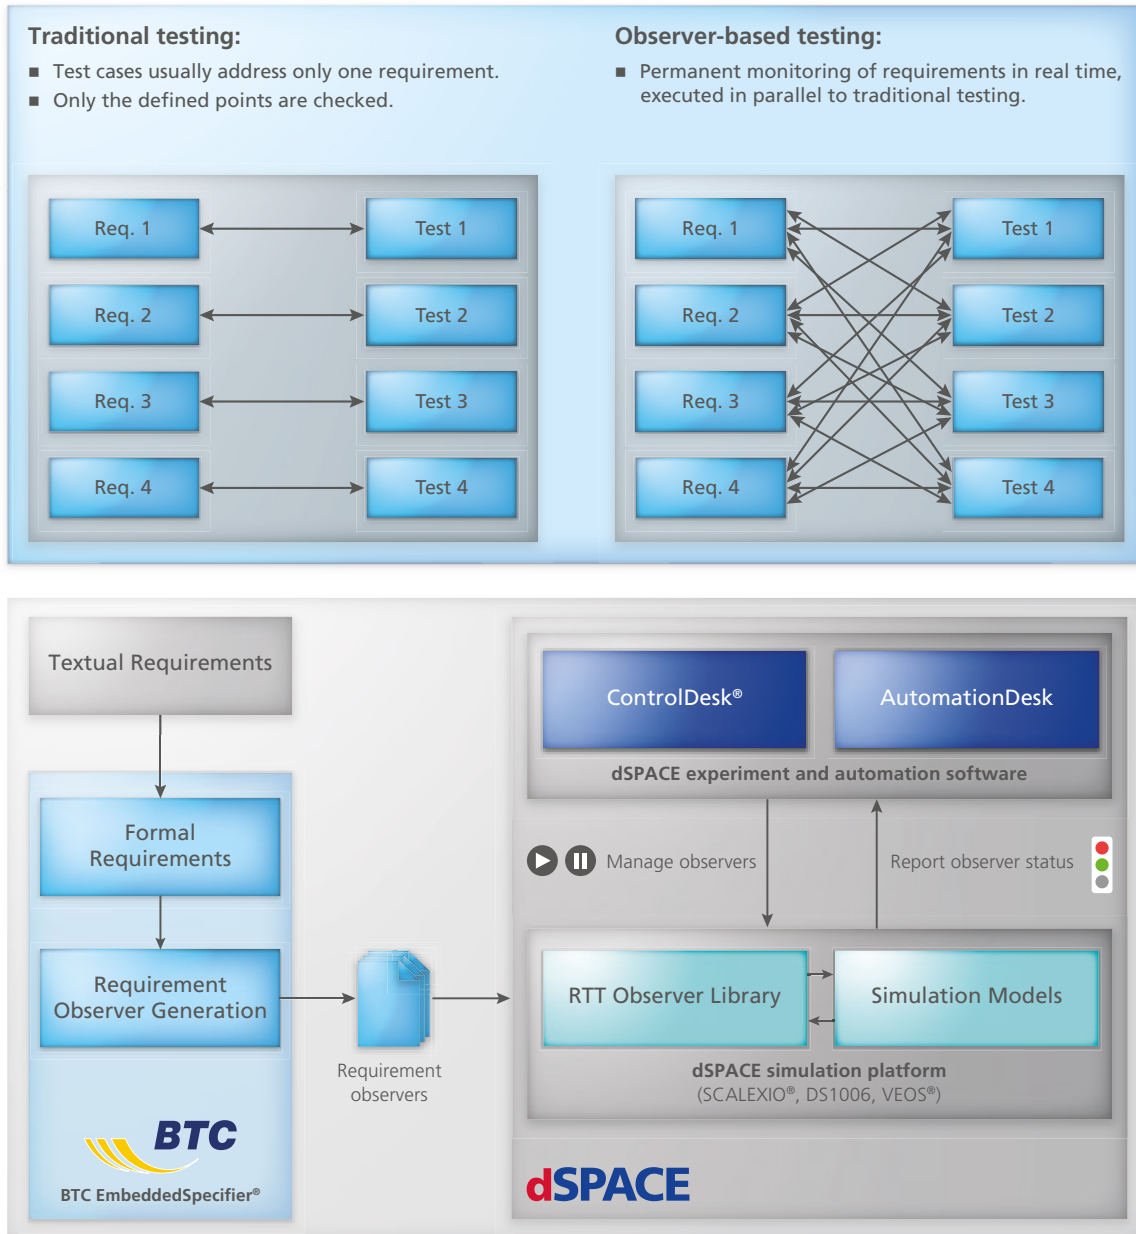 Traditional testing:
■ Test cases usually address only one requirement.
■ Only the defined points are checked.
Observer-based testing:
■ Permanent monitoring of requirements in real time,
executed in parallel to traditional testing.
Req. 1
Test 1
Req. 2
Test 2
Req. 3
Test 3
Req. 4
Test 4
Req. 1
Test 1
Req. 2
Test 2
Req. 3
Test 3
Req. 4
Test 4
Textual Requirements
Formal
Requirements
Requirement
Observer Generation
BTC
BTC EmbeddedSpecifier®
Requirement
observers
ControlDesk®
AutomationDesk
dSPACE experiment and automation software
Manage observers
Report observer status
RTT Observer Library
Simulation Models
dSPACE simulation platform
(SCALEXIO®, DS1006, VEOS®)
dSPACE